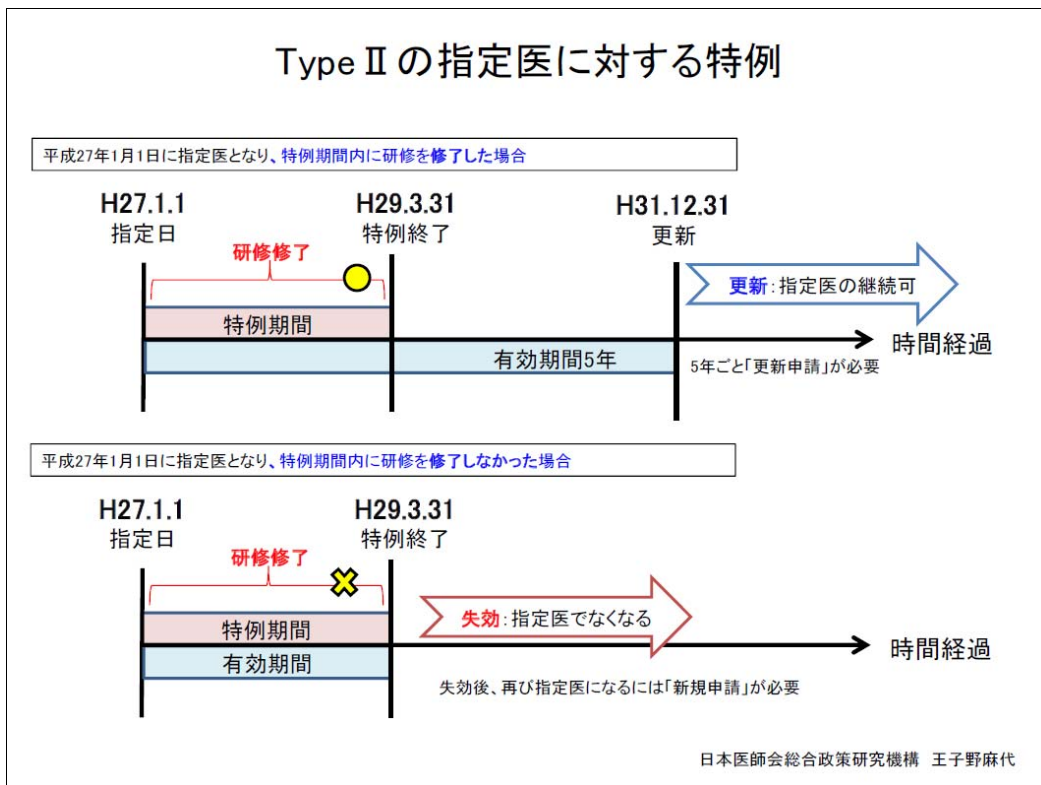 TypeⅡの指定医に対する特例
平成27年1月1日に指定医となり、特例期間内に研修を修了した場合
H27.1.1
指定日
H29.3.31
特例終了
H31.12.31
更新
研修修了
更新:指定医の継続可
特例期間
時間経過
有効期間5年
5年ごと「更新申請」が必要
平成27年1月1日に指定医となり、特例期間内に研修を修了しなかった場合
H27.1.1
指定日
H29.3.31
特例終了
研修修了
失効:指定医でなくなる
特例期間
時間経過
有効期間
失効後、再び指定医になるには「新規申請」が必要
日本医師会総合政策研究機構 王子野麻代